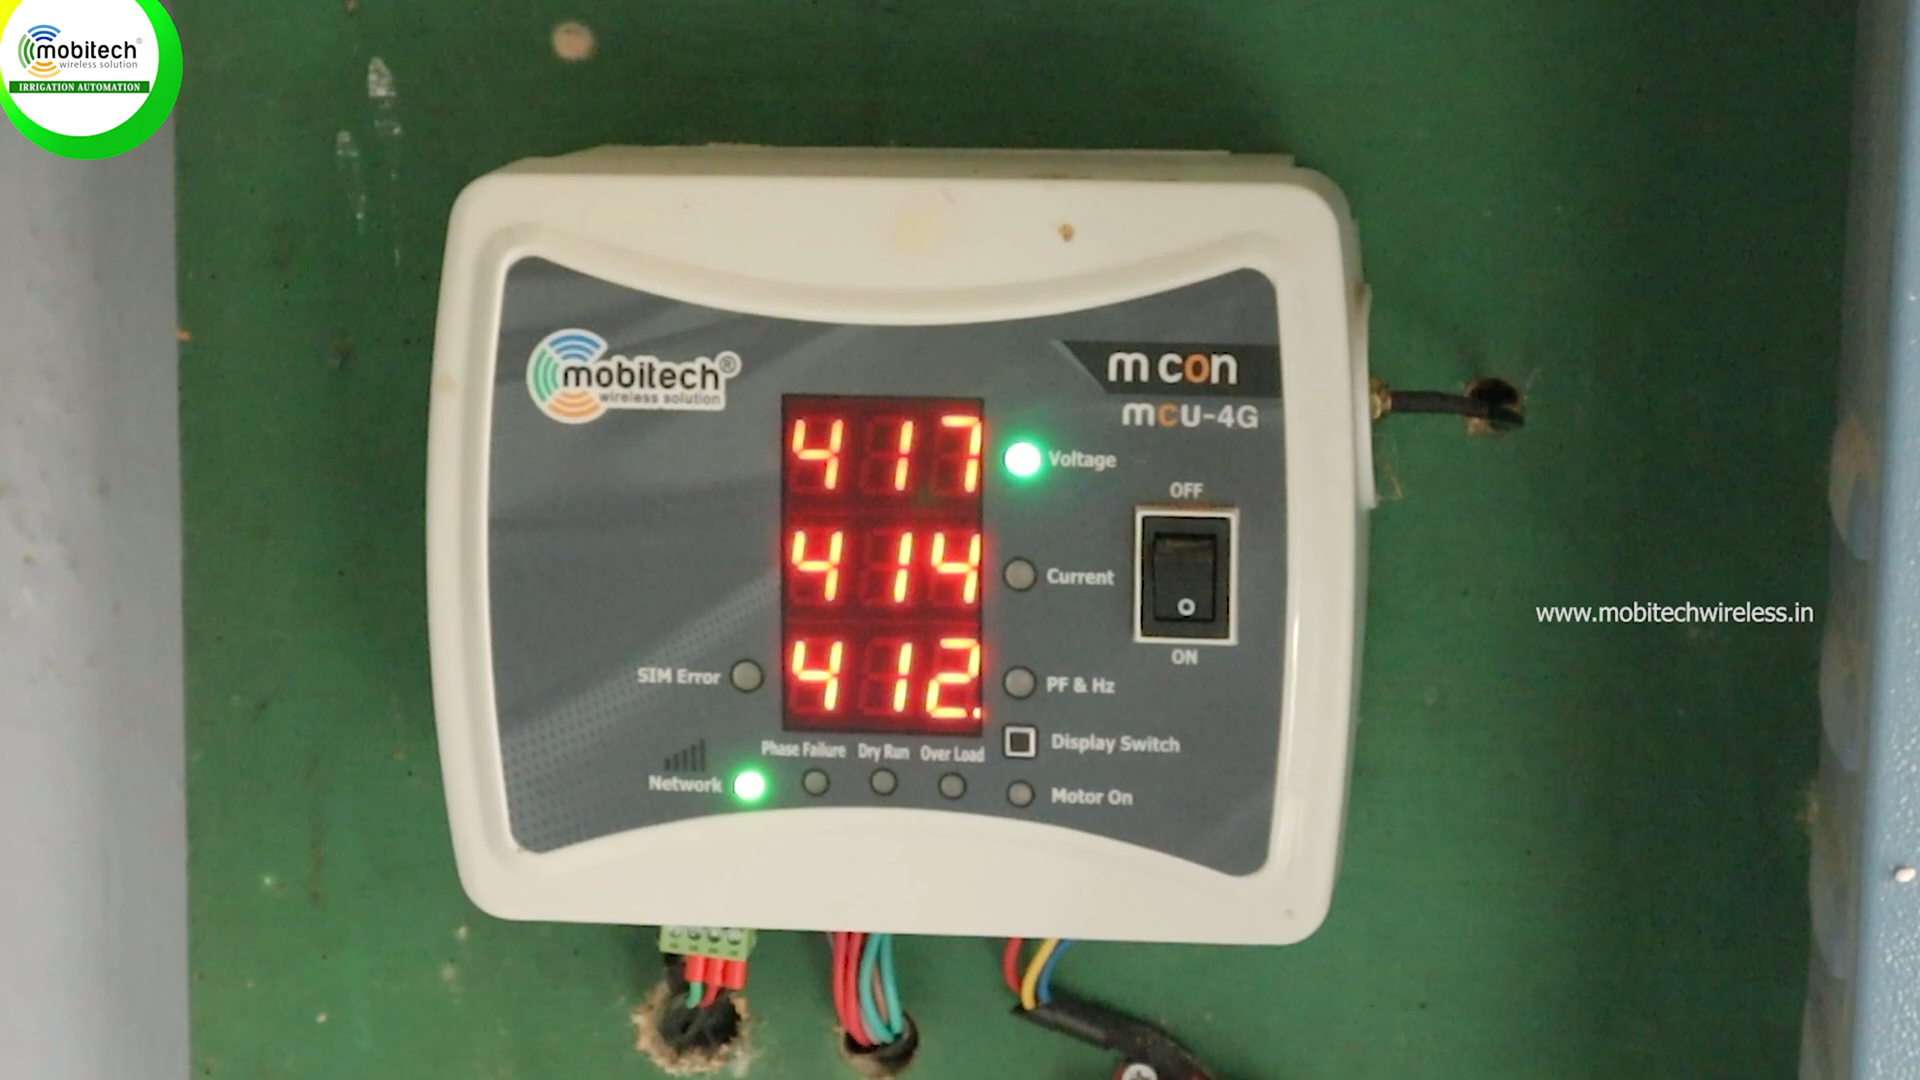 mobitech®
wireless solution
IRRIGATION AUTOMATION
mobitech®
wireless solution
m con
mcu-4G
417
Voltage
OFF
414
Current
O
www.mobitechwireless.in
ON
SIM Error
412.
PF & Hz
Display Switch
Phase Failure Dry Run Over Load
Network
Motor On